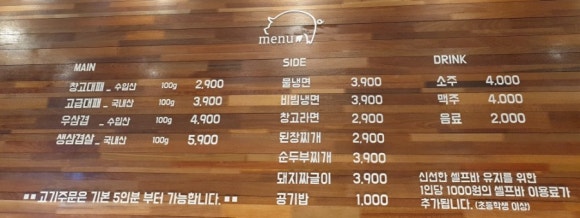 menu
MAIN
창고대패 _ 수입산 100g 2,900
고급대패 _ 국내산 100g 3,900
우삼겹 _ 수입산 100g 4,900
생삼겹살 _ 국내산 100g 5,900
■■ 고기주문은 기본 5인분 부터 가능합니다. ■■
SIDE
물냉면 3,900
비빔냉면 3,900
창고라면 2,900
된장찌개 2,900
순두부찌개 3,900
돼지짜글이 3,900
공기밥 1,000
DRINK
소주 4,000
맥주 4,000
음료 2,000
신선한 셀프바 유지를 위한
1인당 1000원의 셀프바 이용료가
추가됩니다. (초등학생 이상)